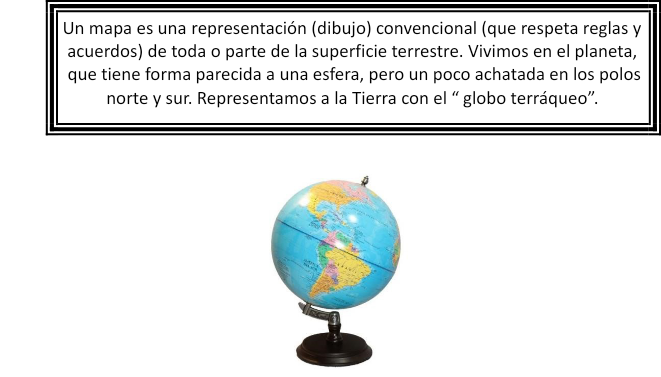 Un mapa es una representación (dibujo) convencional (que respeta reglas y
acuerdos) de toda o parte de la superficie terrestre. Vivimos en el planeta,
que tiene forma parecida a una esfera, pero un poco achatada en los polos
norte y sur. Representamos a la Tierra con el “ globo terráqueo”.